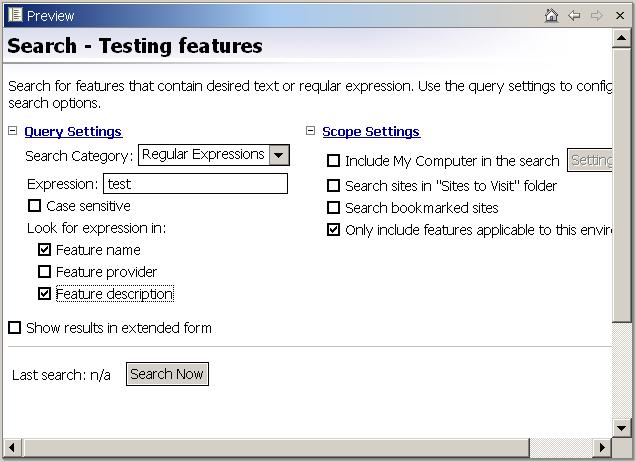 Preview
Search - Testing features
Search for features that contain desired text or regular expression. Use the query settings to config
search options.
Query Settings
Search Category: Regular Expressions
Expression: test
Case sensitive
Look for expression in:
Feature name
Feature provider
Feature description
Show results in extended form
Scope Settings
Include My Computer in the search Setting
Search sites in "Sites to Visit" folder
Search bookmarked sites
Only include features applicable to this envir
Last search: n/a Search Now